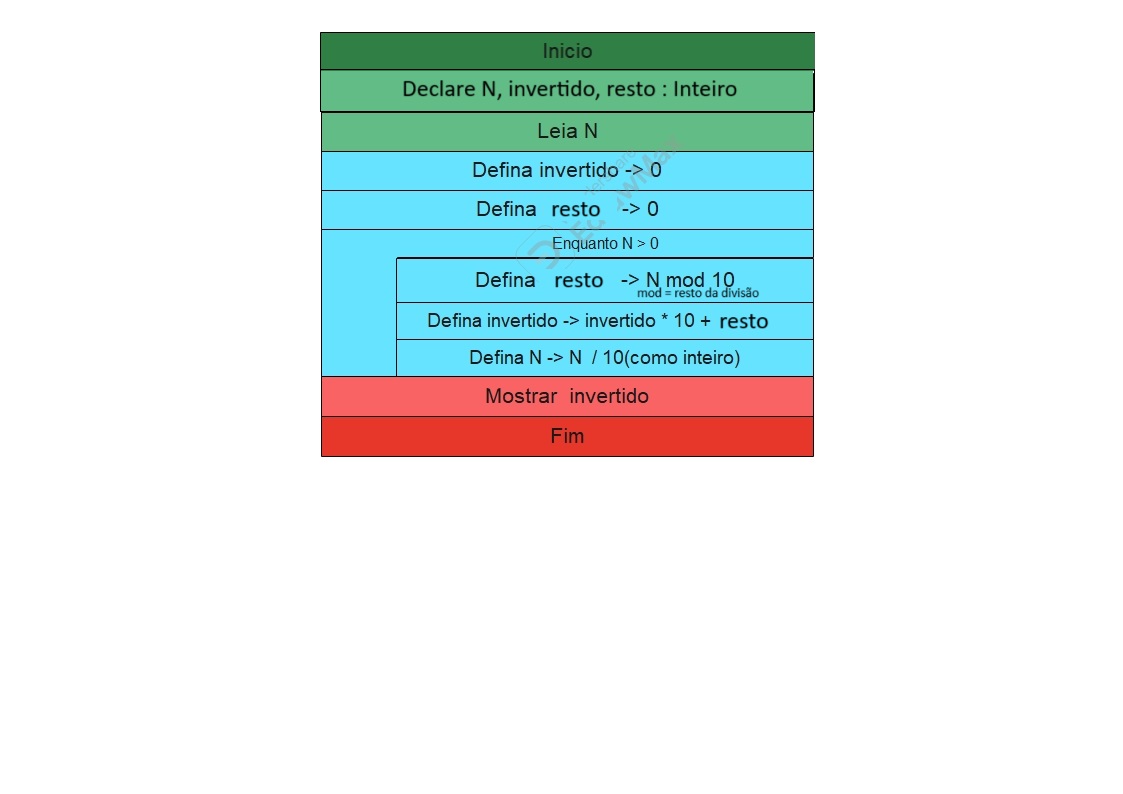 Inicio
Declare N, invertido, resto : Inteiro
Leia N
Defina invertido -> 0
Defina resto -> 0
Enquanto N > 0
Defina resto -> N mod 10
mod = resto da divisão
Defina invertido -> invertido * 10 + resto
Defina N -> N / 10(como inteiro)
Mostrar invertido
Fim